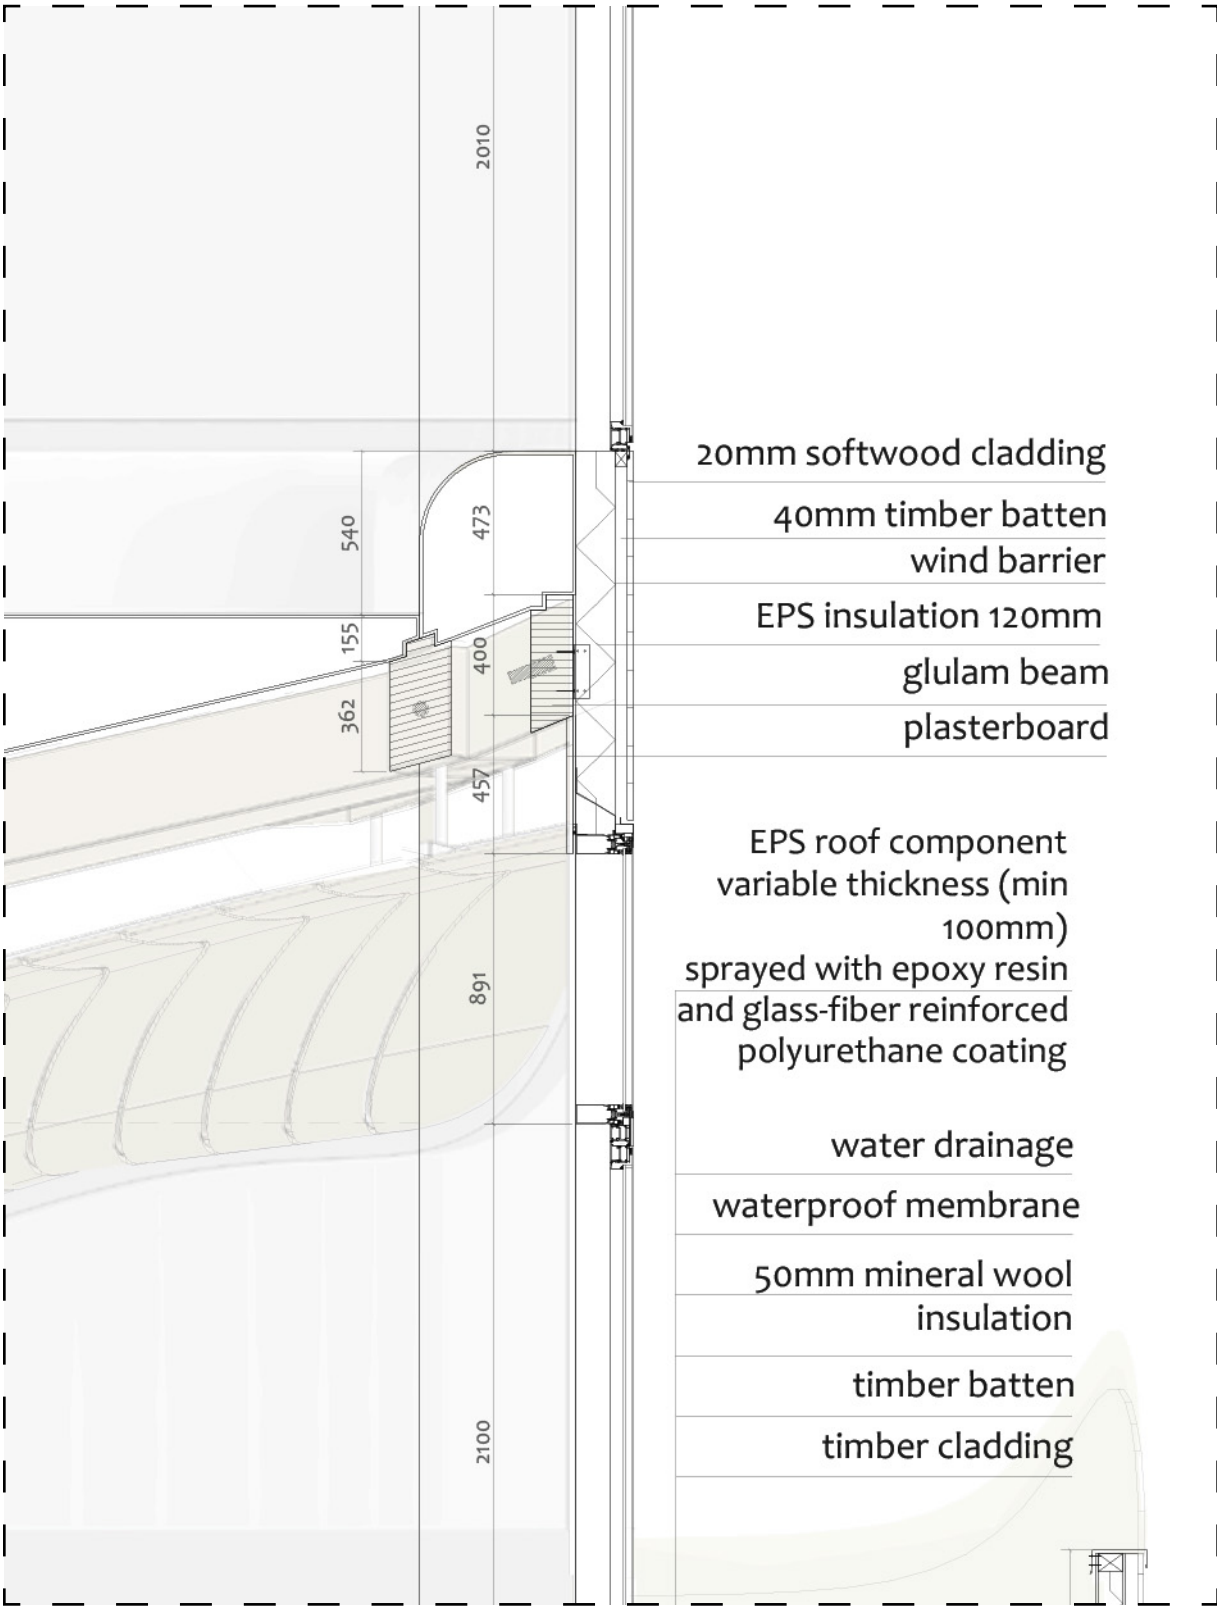 2010
20mm softwood cladding
40mm timber batten
wind barrier
EPS insulation 120mm
glulam beam
plasterboard
540
473
155
400
362
457
EPS roof component
variable thickness (min
100mm)
sprayed with epoxy resin
and glass-fiber reinforced
polyurethane coating
891
water drainage
waterproof membrane
50mm mineral wool
insulation
timber batten
timber cladding
2100